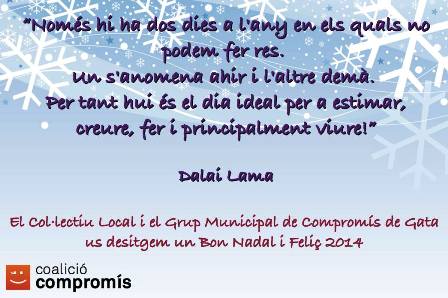 “Només hi ha dos dies a l'any en els quals no
podem fer res.
Un s'anomena ahir i l'altre demà.
Per tant hui és el dia ideal per a estimar,
creure, fer i principalment viure!”
Dalai Lama
El Col·lectiu Local i el Grup Municipal de Compromís de Gata
us desitgem un Bon Nadal i Feliç 2014
coalició
compromís